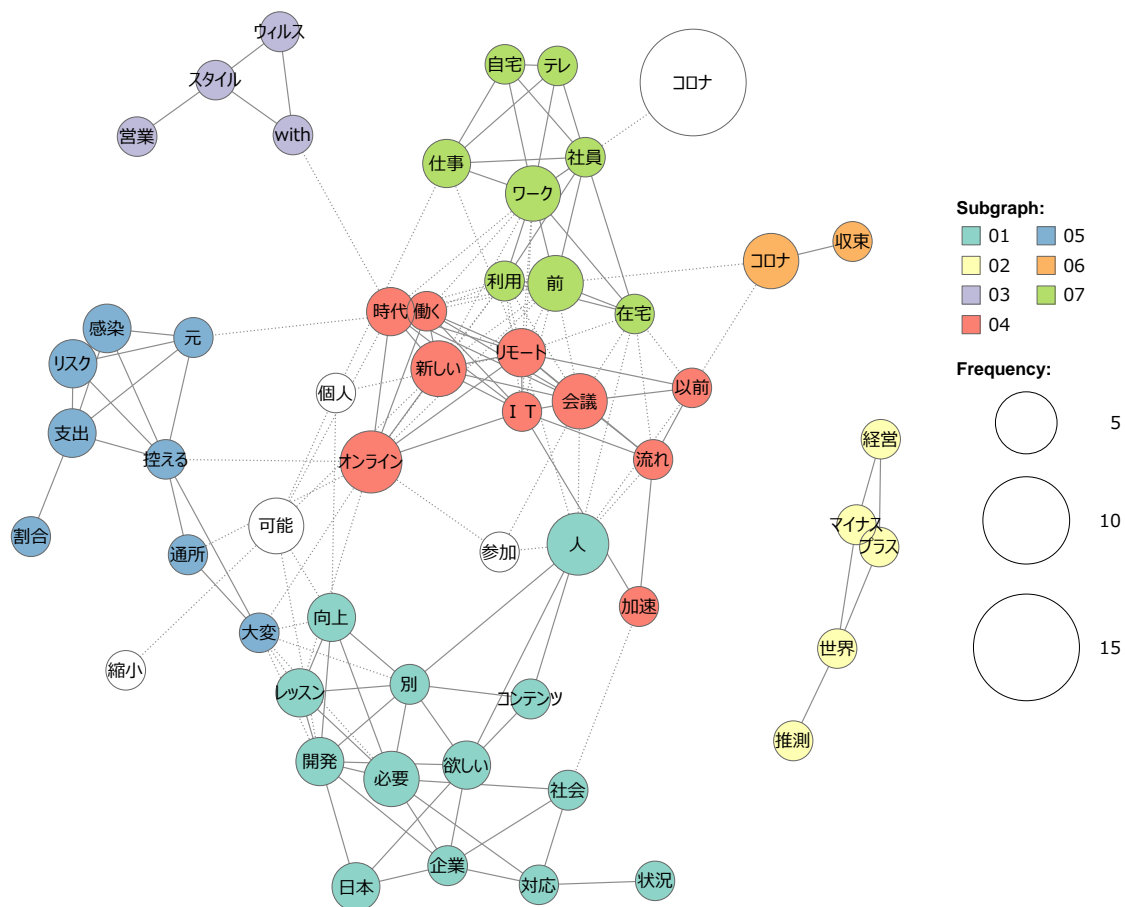 ウィルス
スタイル
営業
with
自宅
テレ
コロナ
仕事
社員
ワーク
利用
前
在宅
コロナ
収束
時代
働く
リモート
新しい
会議
以前
ＩＴ
流れ
オンライン
個人
感染
元
リスク
支出
控える
割合
通所
大変
可能
参加
人
加速
縮小
向上
レッスン
別
コンテンツ
開発
必要
欲しい
社会
日本
企業
対応
状況
経営
マイナス
プラス
世界
推測
Subgraph:
01 05
02 06
03 07
04
Frequency:
5
10
15